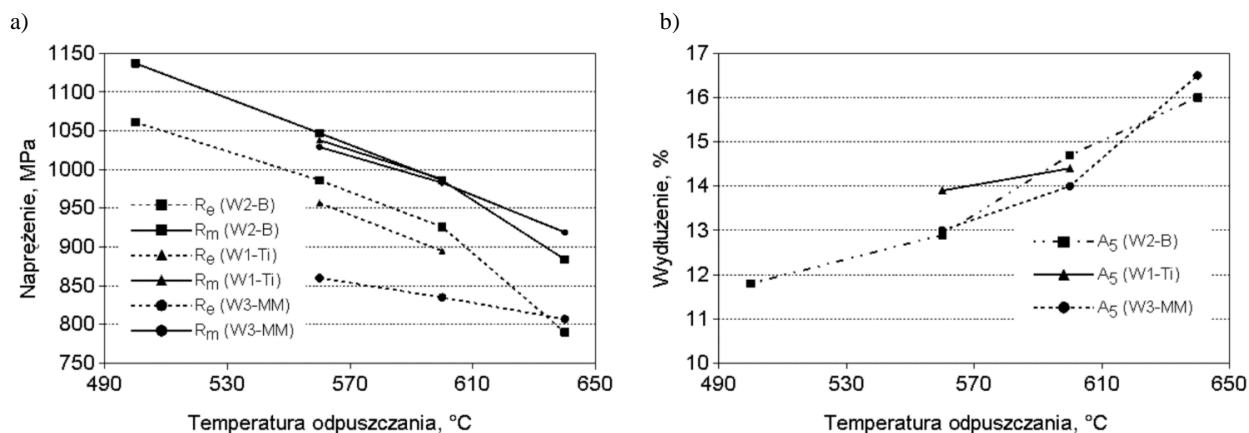 a)
1150
1100
1050
1000
950
900
850
800
750
Naprężenie, MPa
Re (W2-B)
Rm (W2-B)
Re (W1-Ti)
Rm (W1-Ti)
Re (W3-MM)
Rm (W3-MM)
490 530 570 610 650
Temperatura odpuszczania, °C
b)
17
16
15
14
13
12
11
10
Wydłużenie, %
A5 (W2-B)
A5 (W1-Ti)
A5 (W3-MM)
490 530 570 610 650
Temperatura odpuszczania, °C